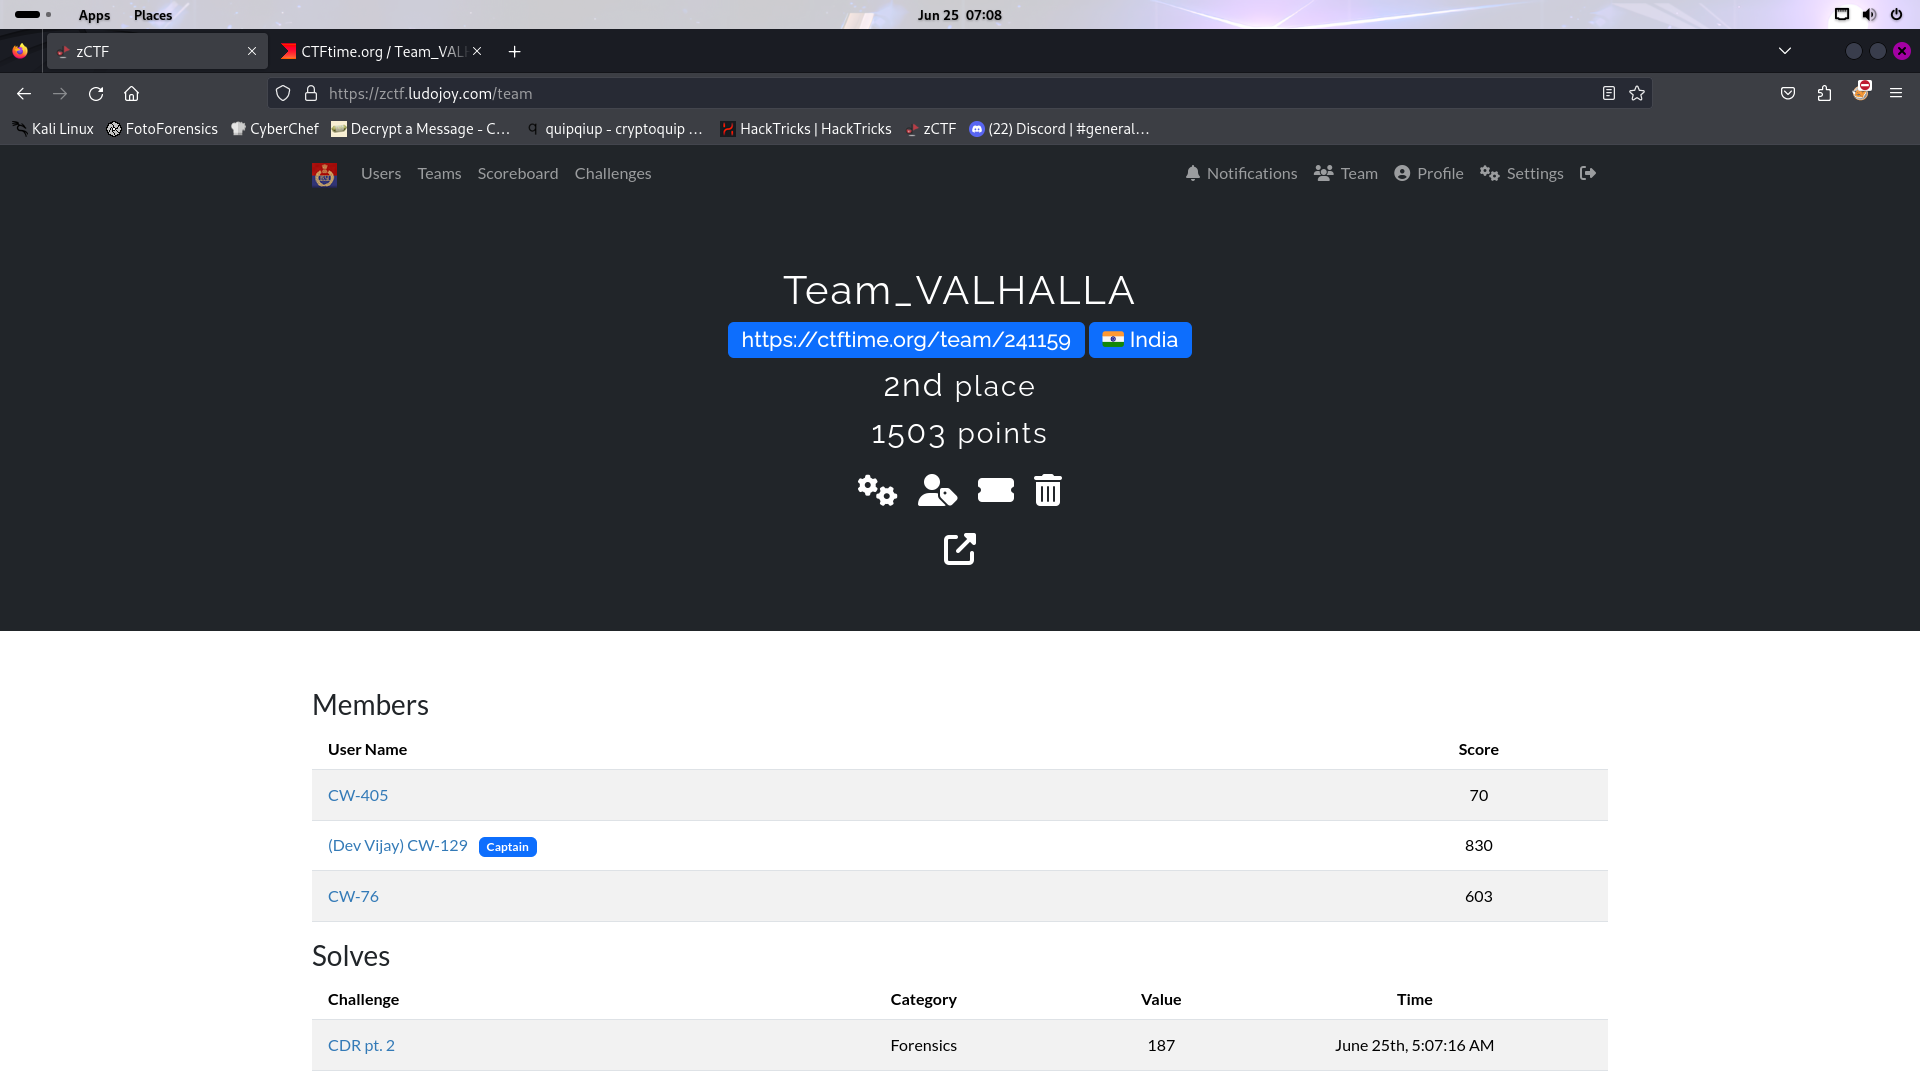 Apps Places Jun 25 07:08
zCTF CTFtime.org / Team_VAL
https://zctf.ludojoy.com/team
Kali Linux FotoForensics CyberChef Decrypt a Message - C... quipqiup - cryptoquip ... HackTricks | HackTricks zCTF (22) Discord | #general...
Users Teams Scoreboard Challenges Notifications Team Profile Settings
Team_VALHALLA
https://ctftime.org/team/241159 India
2nd place
1503 points
Members
User Name Score
CW-405 70
(Dev Vijay) CW-129 Captain 830
CW-76 603
Solves
Challenge Category Value Time
CDR pt. 2 Forensics 187 June 25th, 5:07:16 AM